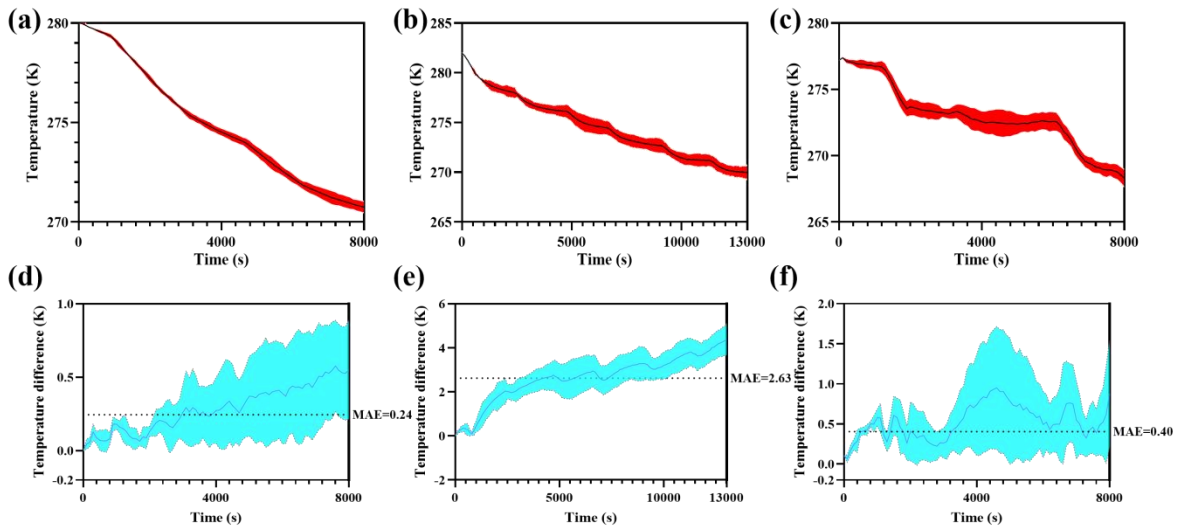 (a)
280
275
270
Temperature (K)
0
4000
8000
Time (s)
(b)
285
280
275
270
265
Temperature (K)
0
5000
10000
13000
Time (s)
(c)
280
275
270
265
Temperature (K)
0
4000
8000
Time (s)
(d)
1.0
0.5
0.0
-0.2
Temperature difference (K)
MAE=0.24
0
4000
8000
Time (s)
(e)
6
4
2
0
-2
Temperature difference (K)
MAE=2.63
0
5000
10000
13000
Time (s)
(f)
2.0
1.5
1.0
0.5
0.0
-0.2
Temperature difference (K)
MAE=0.40
0
4000
8000
Time (s)